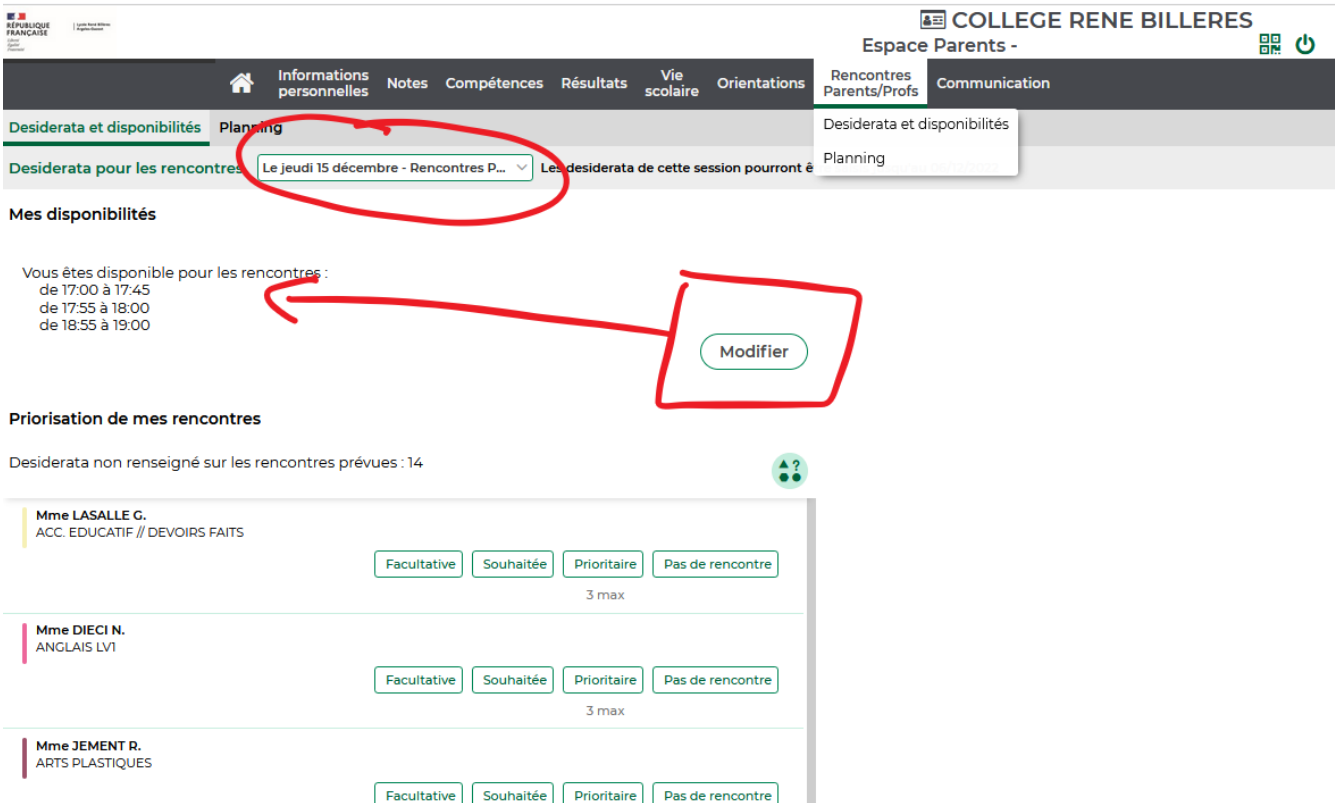 RÉPUBLIQUE
FRANÇAISE
Liberté
Égalité
Fraternité
COLLEGE RENE BILLERES
Espace Parents -
Informations
personnelles
Notes
Compétences
Résultats
Vie
scolaire
Orientations
Rencontres
Parents/Profs
Communication
Desiderata et disponibilités
Planning
Desiderata et disponibilités
Planning
Desiderata pour les rencontres
Le jeudi 15 décembre - Rencontres P...
Les desiderata de cette session pourront ê
Mes disponibilités
Vous êtes disponible pour les rencontres :
de 17:00 à 17:45
de 17:55 à 18:00
de 18:55 à 19:00
Modifier
Priorisation de mes rencontres
Desiderata non renseigné sur les rencontres prévues : 14
Mme LASALLE G.
ACC. EDUCATIF // DEVOIRS FAITS
Facultative Souhaitée Prioritaire Pas de rencontre
3 max
Mme DIECI N.
ANGLAIS LV1
Facultative Souhaitée Prioritaire Pas de rencontre
3 max
Mme JEMENT R.
ARTS PLASTIQUES
Facultative Souhaitée Prioritaire Pas de rencontre